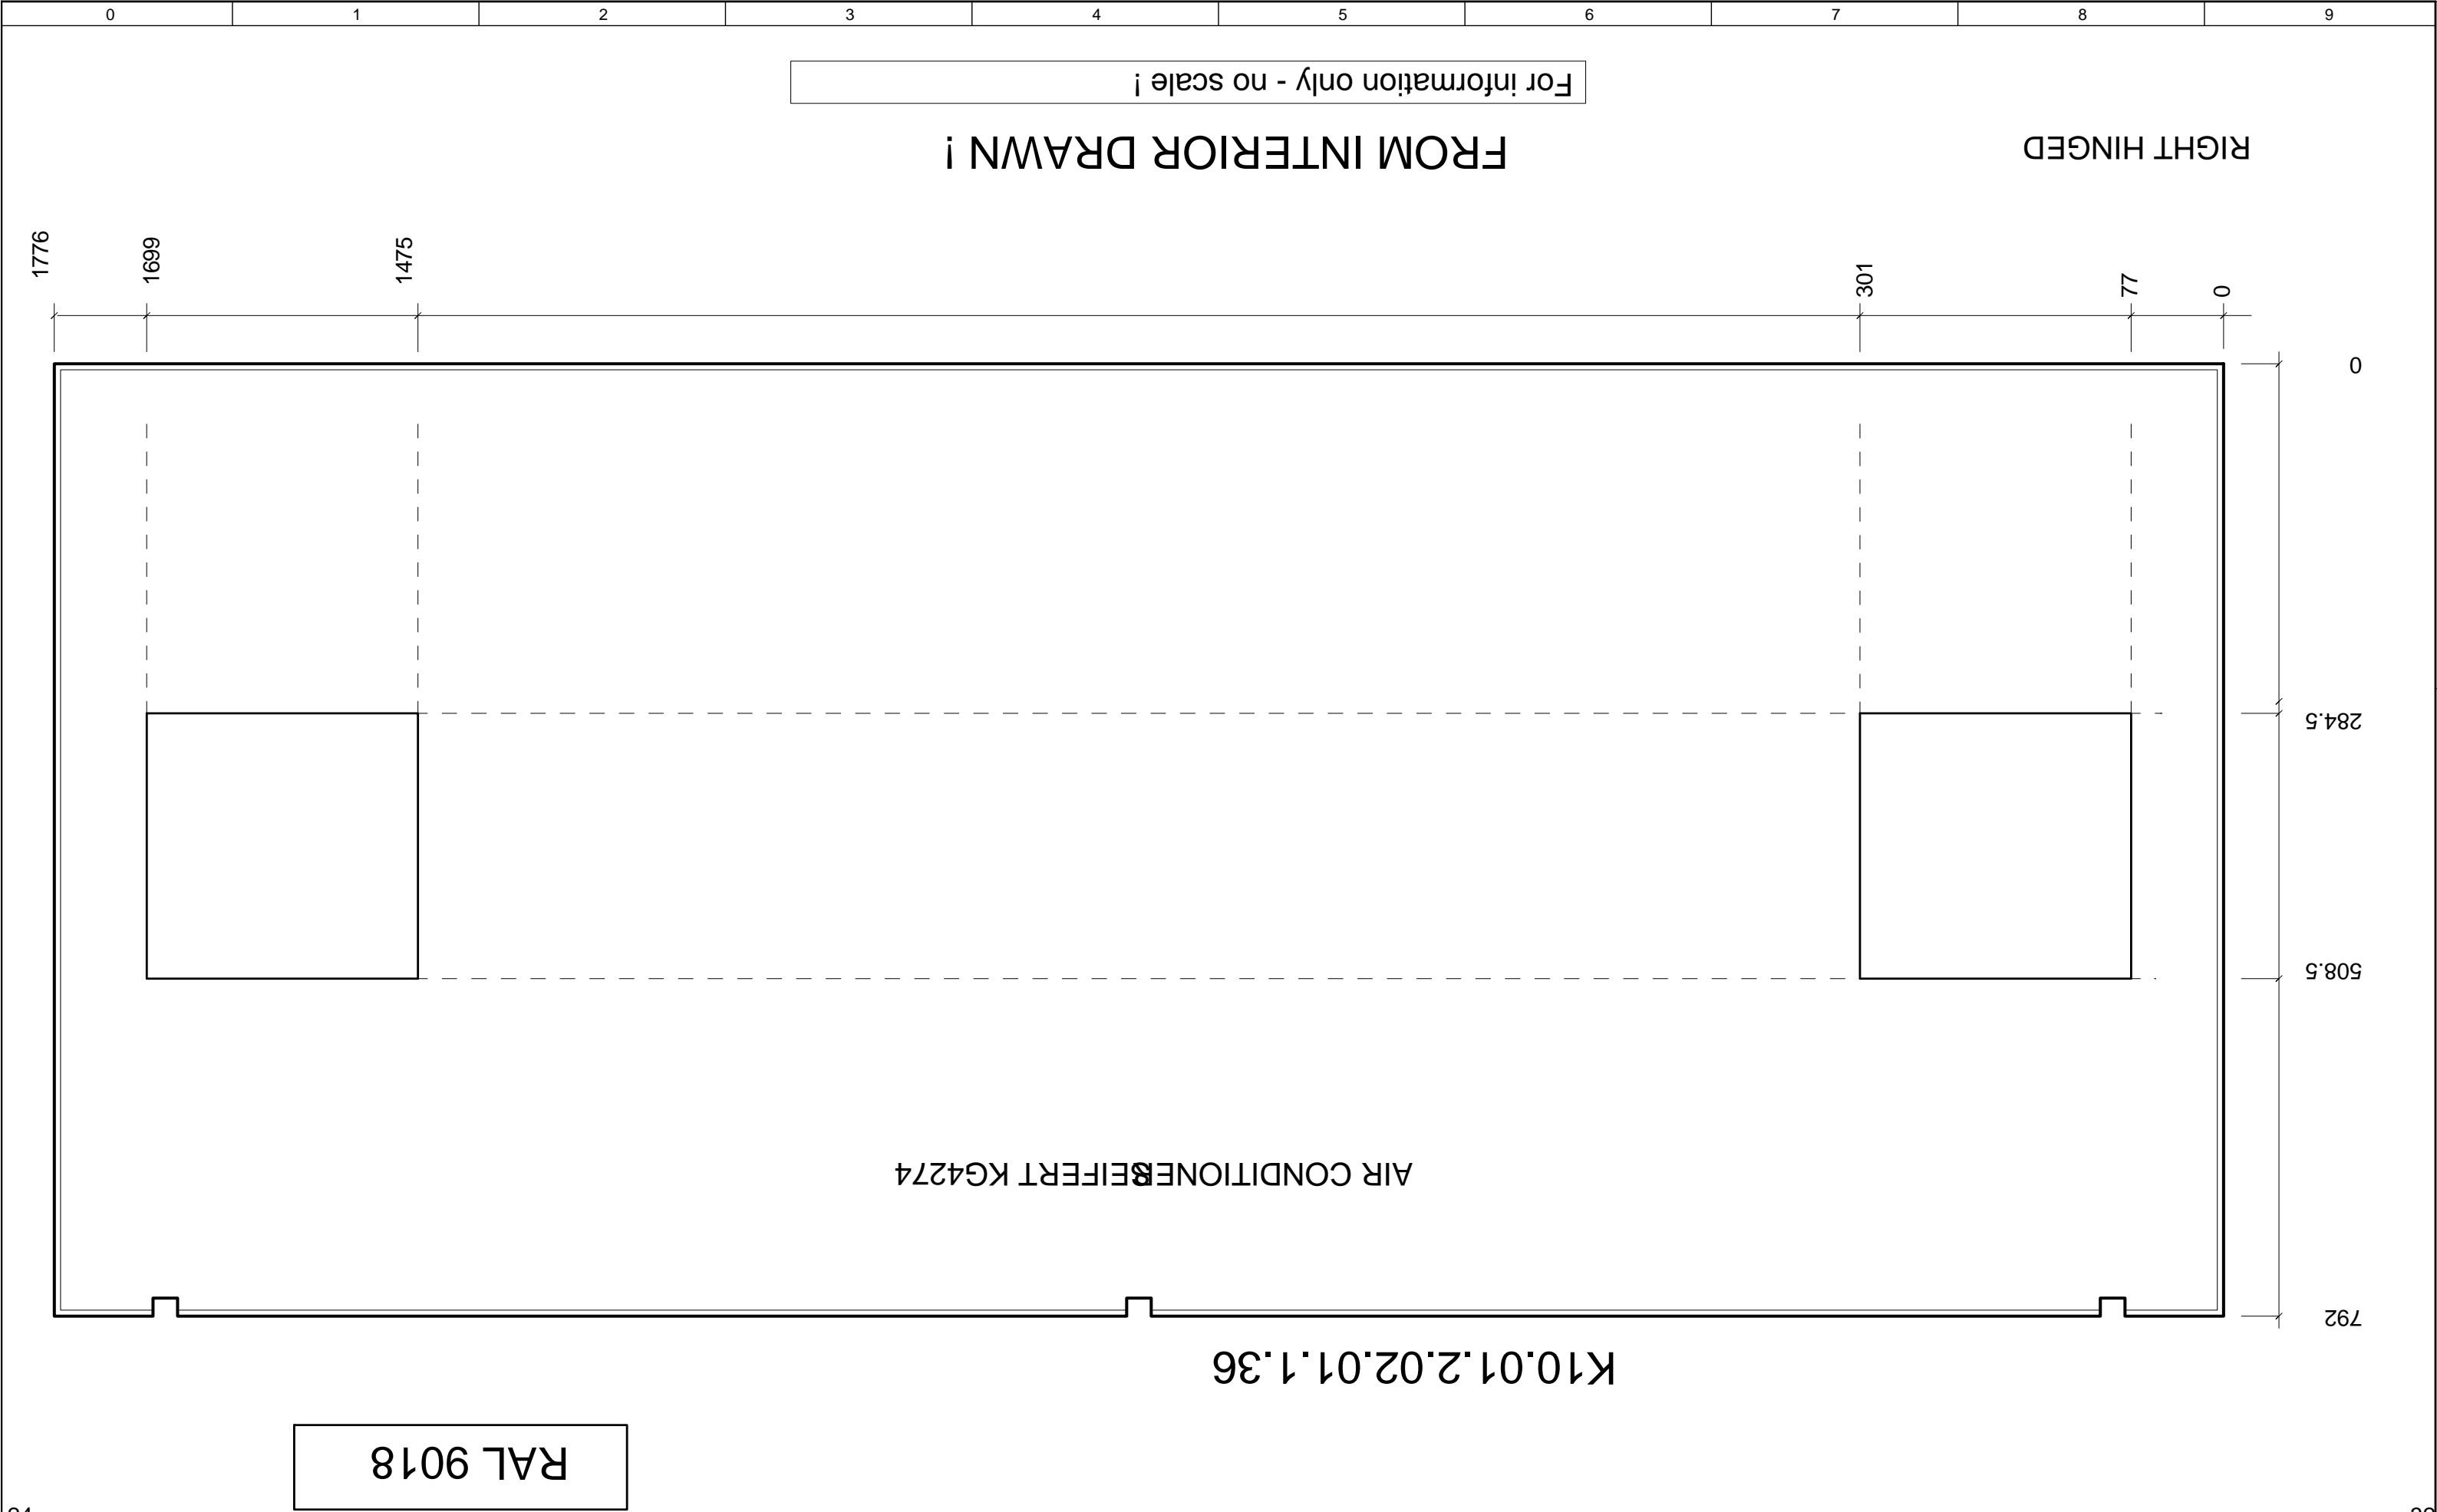 0 1 2 3 4 5 6 7 8 9
For information only - no scale !
FROM INTERIOR DRAWN !
RIGHT HINGED
1776
1699
1475
301
77
0
0
284.5
508.5
792
AIR CONDITIONER SEIFERT KG4274
K10.01.2.02.01.1.36
RAL 9018